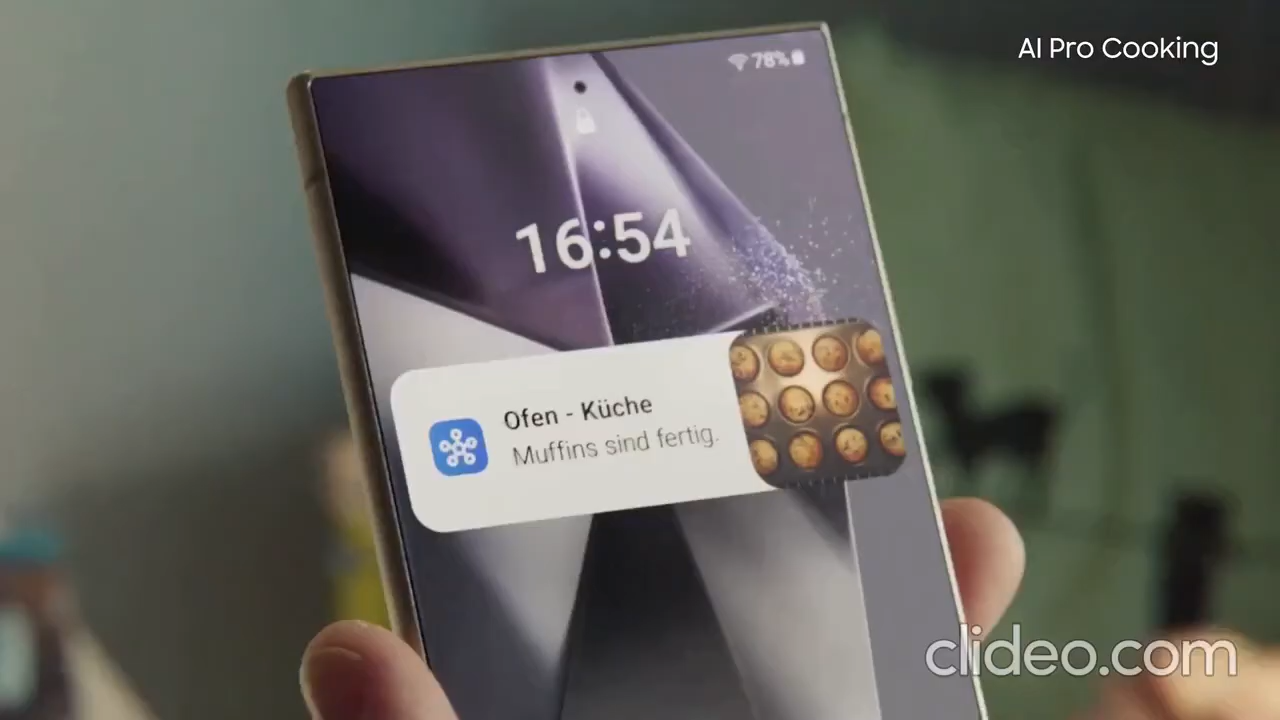 AI Pro Cooking
78%
16:54
Ofen - Küche
Muffins sind fertig.
clideo.com